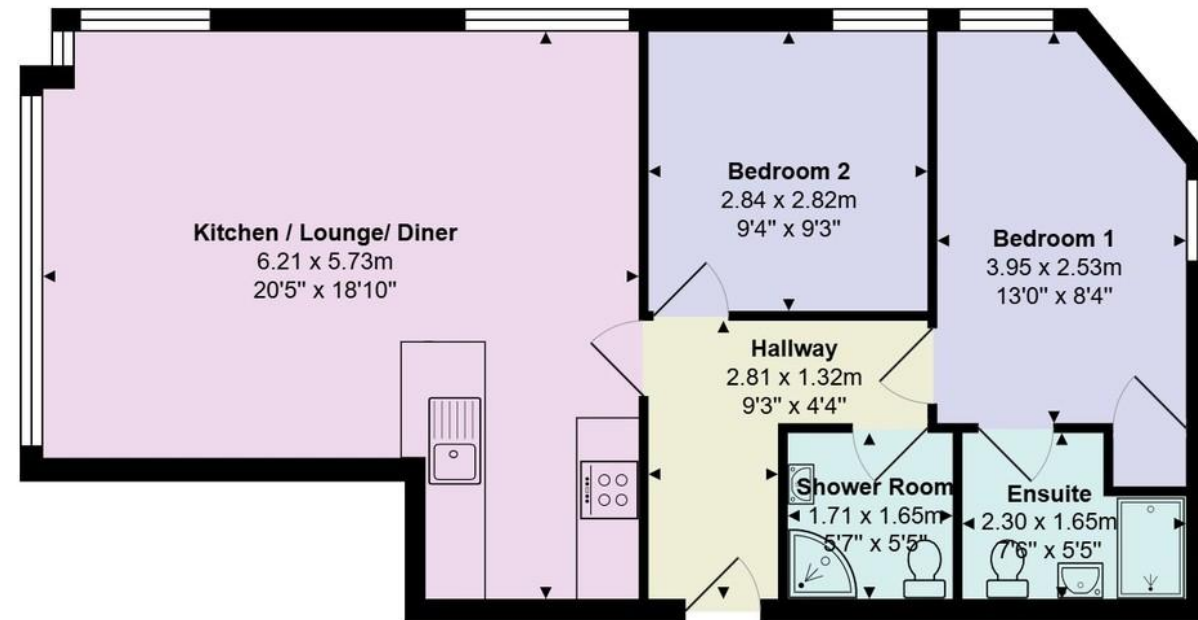 Kitchen / Lounge/ Diner
6.21 x 5.73m
20'5" x 18'10"
Bedroom 2
2.84 x 2.82m
9'4" x 9'3"
Bedroom 1
3.95 x 2.53m
13'0" x 8'4"
Hallway
2.81 x 1.32m
9'3" x 4'4"
Shower Room
1.71 x 1.65m
5'7" x 5'5"
Ensuite
2.30 x 1.65m
7'6" x 5'5"